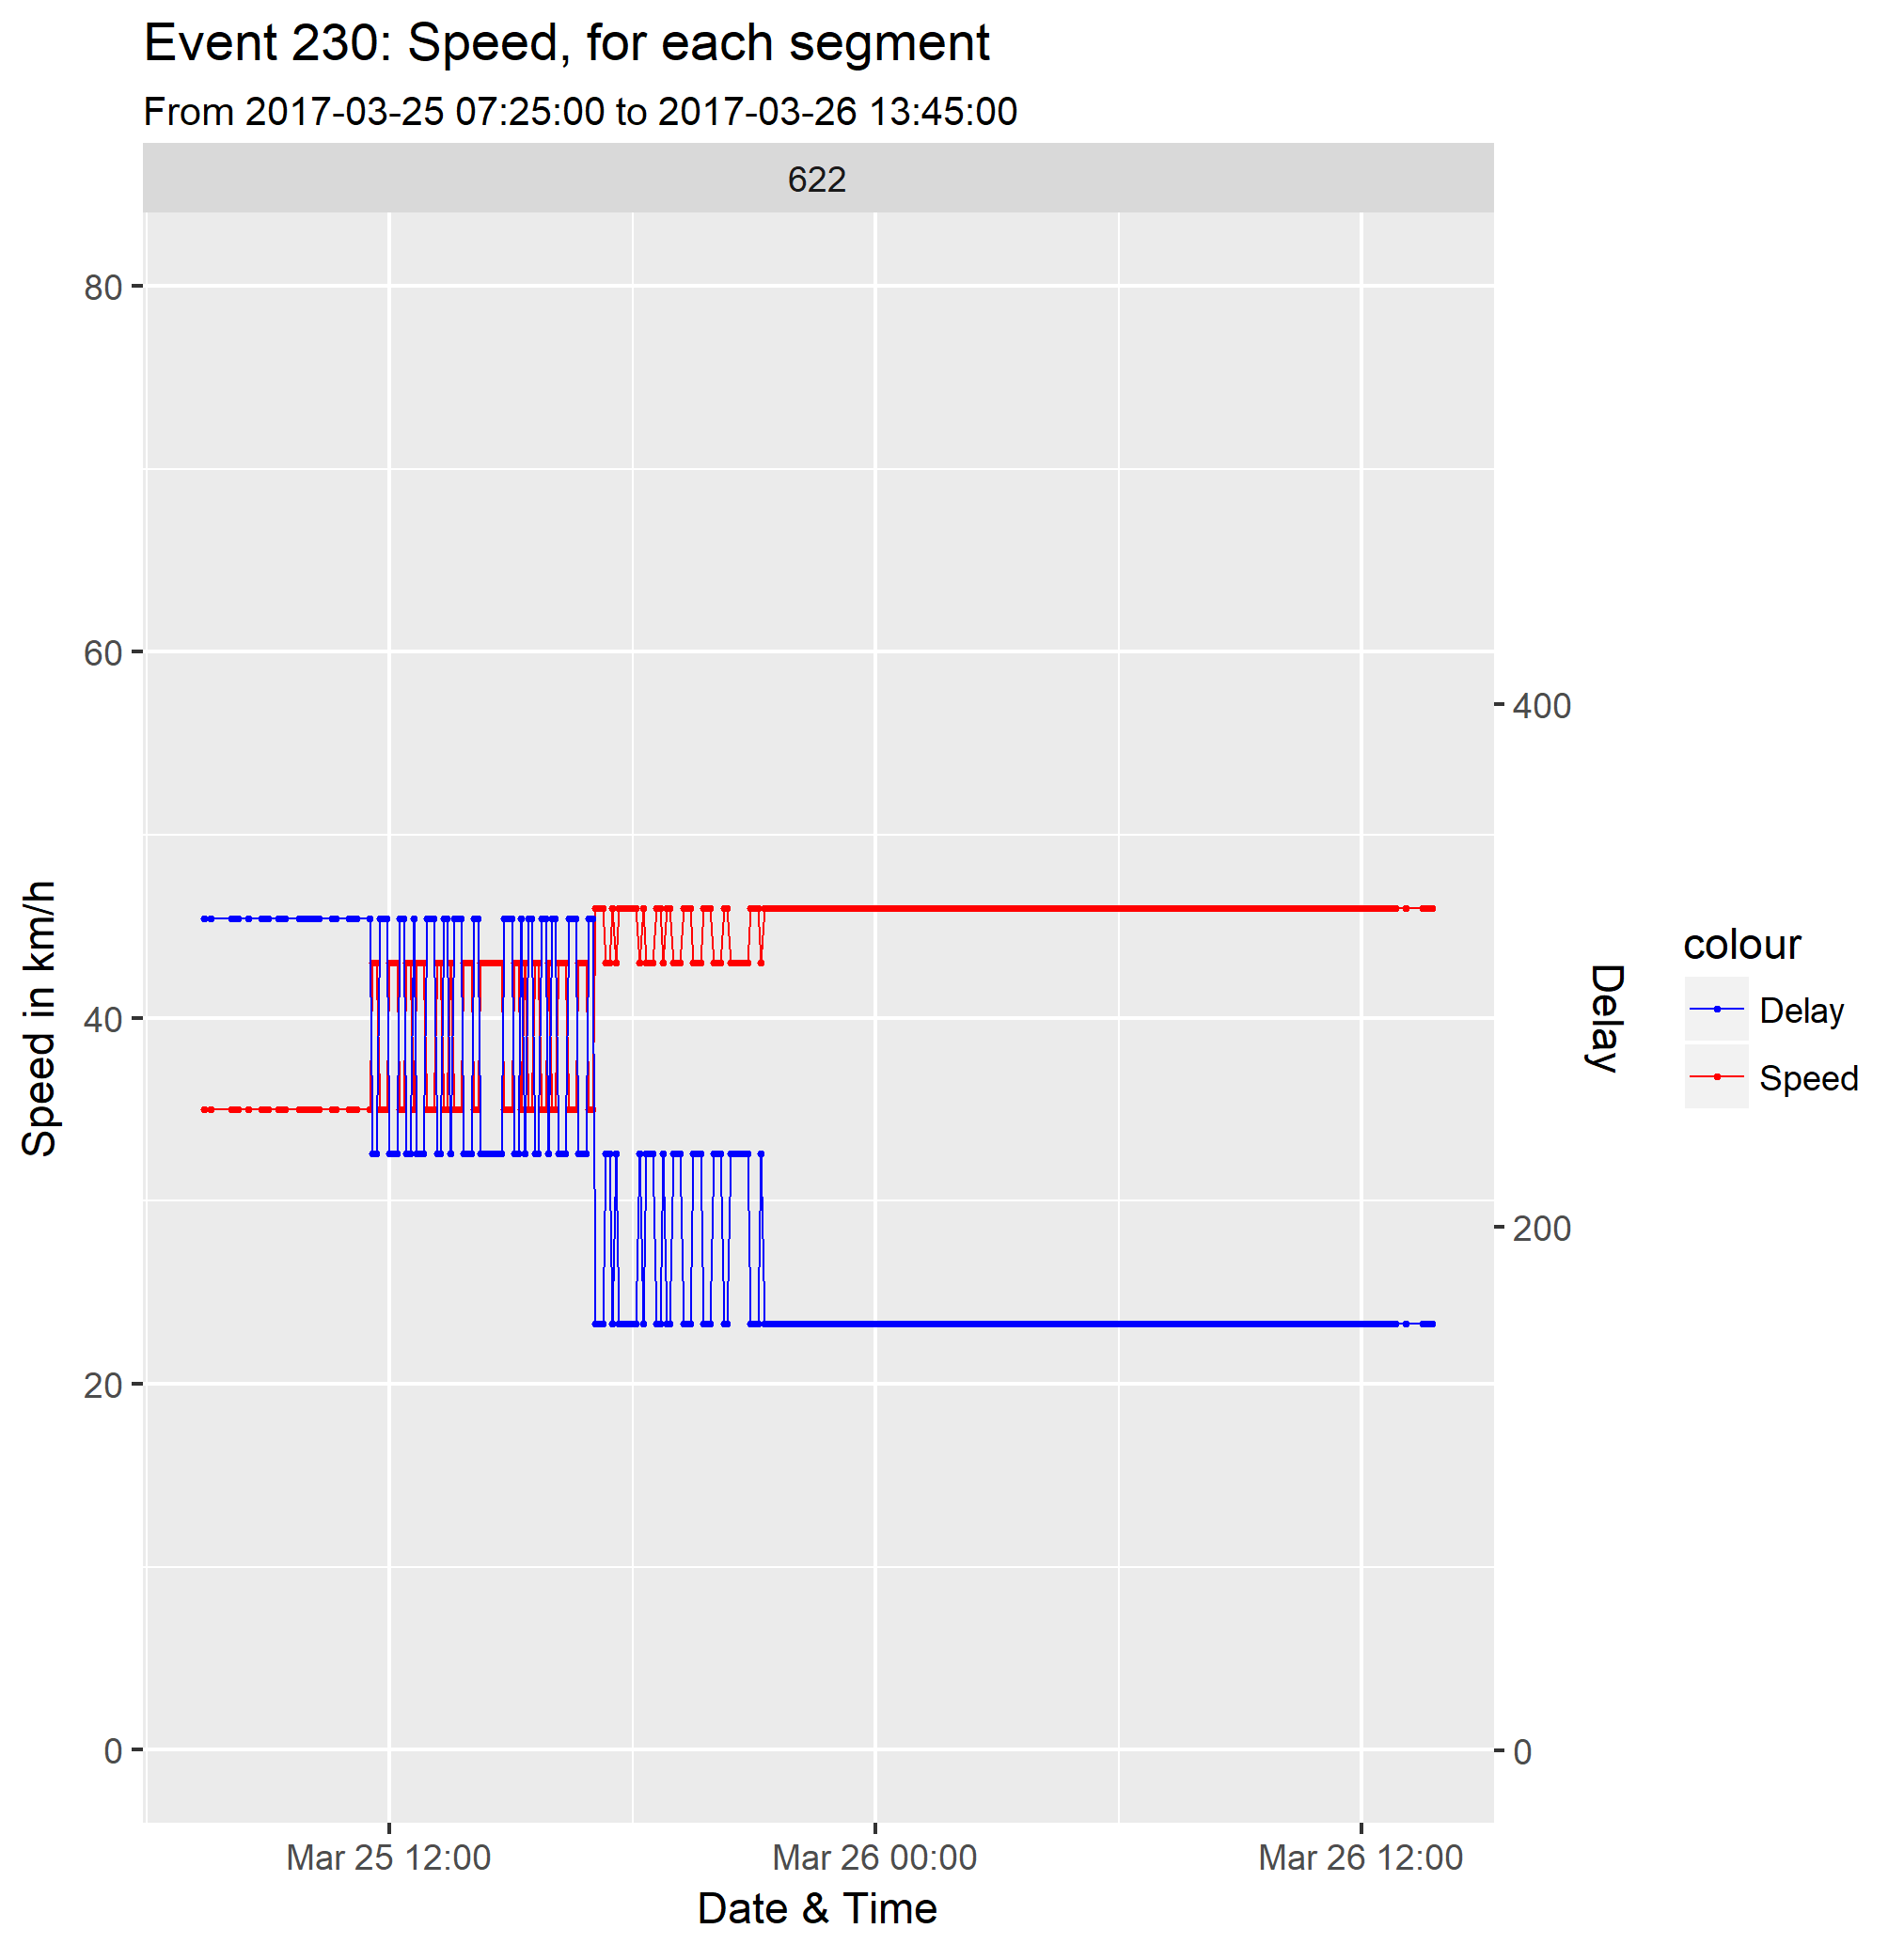 Event 230: Speed, for each segment
From 2017-03-25 07:25:00 to 2017-03-26 13:45:00
622
80
60
40
20
0
Speed in km/h
400
200
0
Delay
Mar 25 12:00
Mar 26 00:00
Mar 26 12:00
Date & Time
colour
Delay
Speed